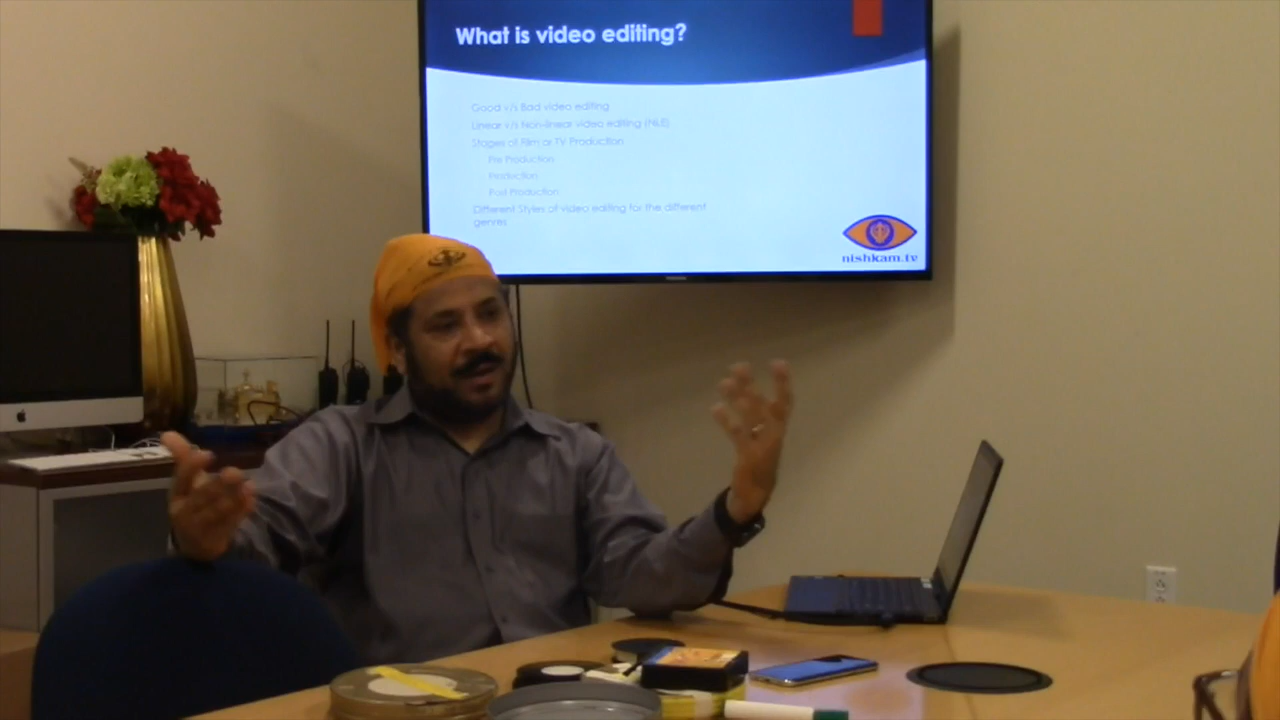 What is video editing?
Good v/s Bad video editing
Linear v/s Non-linear video editing (NLE)
Stages of Film or TV Production
Pre Production
Production
Post Production
Different Styles of video editing for the different
genres
nishkam.tv